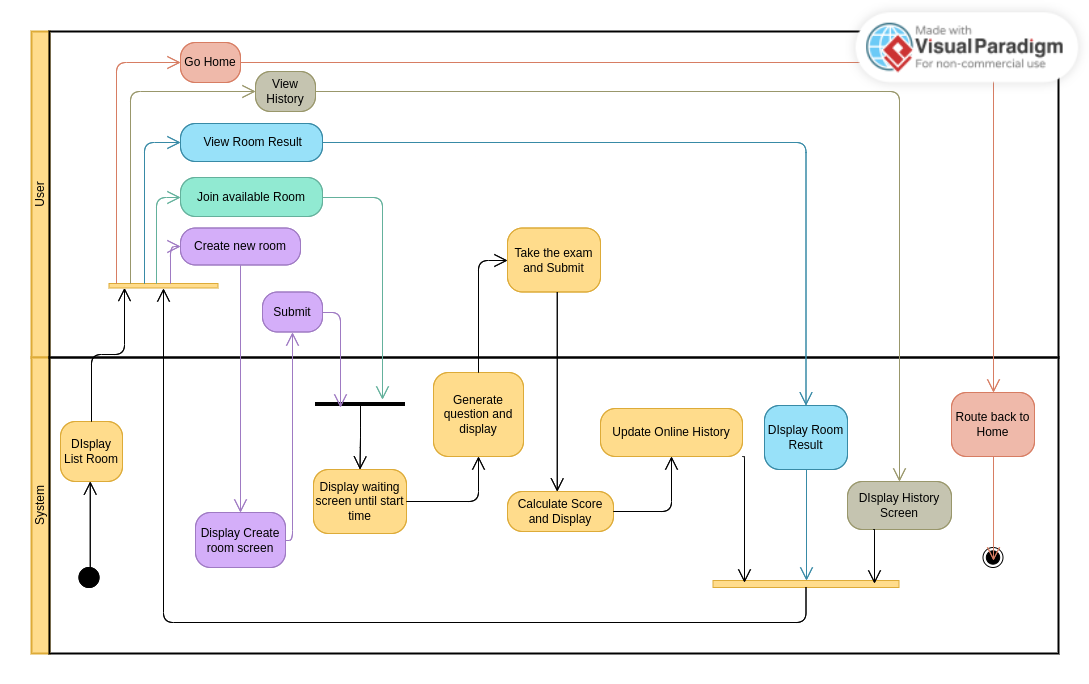 Made with
Visual Paradigm
For non-commercial use
Go Home
View
History
View Room Result
Join available Room
Create new room
User
Take the exam
and Submit
Submit
Generate
question and
display
Route back to
Home
Update Online History
DIsplay Room
Result
DIsplay
List Room
System
Display waiting
screen until start
time
Calculate Score
and Display
DIsplay History
Screen
Display Create
room screen